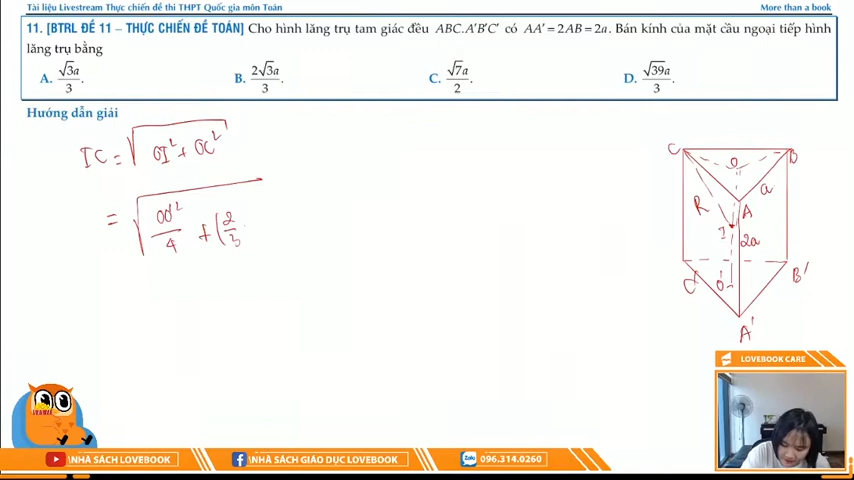 Tài liệu Livestream Thực chiến đề thi THPT Quốc gia môn Toán
More than a book
11. [BTRL ĐỀ 11 – THỰC CHIẾN ĐỀ TOÁN] Cho hình lăng trụ tam giác đều ABC.A'B'C' có AA' = 2AB = 2a. Bán kính của mặt cầu ngoại tiếp hình
lăng trụ bằng
A. √3a/3. B. 2√3a/3. C. √7a/2. D. √39a/3.
Hướng dẫn giải
IC = √(OI² + OC²)
= √(OO'²/4 + (2/3
C O B
a
R A
I 2a
C' O' B'
A'
LOVEBOOK CARE
NHÀ SÁCH LOVEBOOK
NHÀ SÁCH GIÁO DỤC LOVEBOOK
Zalo 096.314.0260